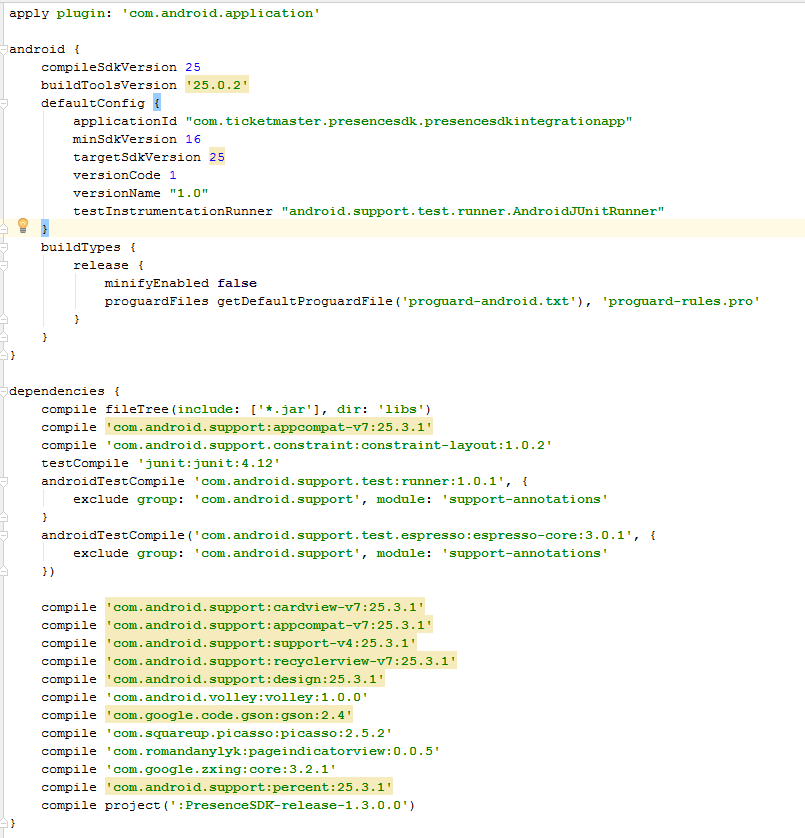 apply plugin: 'com.android.application'
android {
    compileSdkVersion 25
    buildToolsVersion '25.0.2'
    defaultConfig {
        applicationId "com.ticketmaster.presencesdk.presencesdkintegrationapp"
        minSdkVersion 16
        targetSdkVersion 25
        versionCode 1
        versionName "1.0"
        testInstrumentationRunner "android.support.test.runner.AndroidJUnitRunner"
    }
    buildTypes {
        release {
            minifyEnabled false
            proguardFiles getDefaultProguardFile('proguard-android.txt'), 'proguard-rules.pro'
        }
    }
}
dependencies {
    compile fileTree(include: ['*.jar'], dir: 'libs')
    compile 'com.android.support:appcompat-v7:25.3.1'
    compile 'com.android.support.constraint:constraint-layout:1.0.2'
    testCompile 'junit:junit:4.12'
    androidTestCompile 'com.android.support.test:runner:1.0.1', {
        exclude group: 'com.android.support', module: 'support-annotations'
    }
    androidTestCompile('com.android.support.test.espresso:espresso-core:3.0.1', {
        exclude group: 'com.android.support', module: 'support-annotations'
    })
    compile 'com.android.support:cardview-v7:25.3.1'
    compile 'com.android.support:appcompat-v7:25.3.1'
    compile 'com.android.support:support-v4:25.3.1'
    compile 'com.android.support:recyclerview-v7:25.3.1'
    compile 'com.android.support:design:25.3.1'
    compile 'com.android.volley:volley:1.0.0'
    compile 'com.google.code.gson:gson:2.4'
    compile 'com.squareup.picasso:picasso:2.5.2'
    compile 'com.romandanylyk:pageindicatorview:0.0.5'
    compile 'com.google.zxing:core:3.2.1'
    compile 'com.android.support:percent:25.3.1'
    compile project(':PresenceSDK-release-1.3.0.0')
}